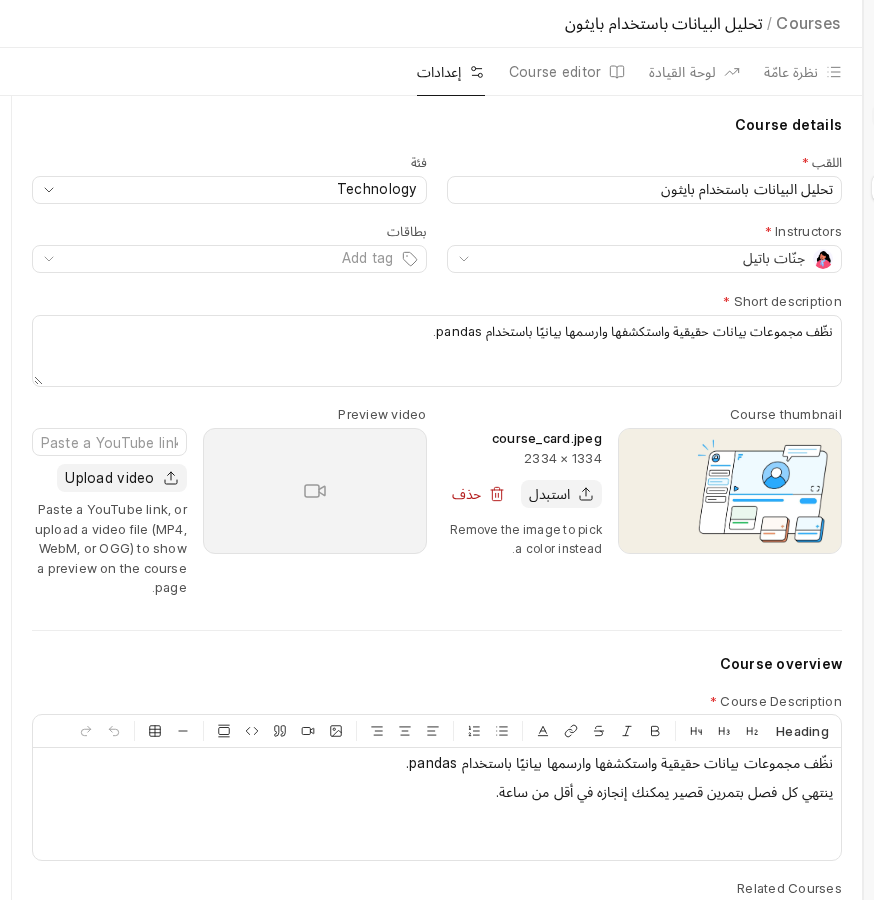 Courses / تحليل البيانات باستخدام بايثون
نظرة عامّة
لوحة القيادة
Course editor
إعدادات
Course details
اللقب *
فئة
تحليل البيانات باستخدام بايثون
Technology
Instructors *
بطاقات
جنّات باتيل
Add tag
Short description *
نظّف مجموعات بيانات حقيقية واستكشفها وارسمها بيانيًا باستخدام pandas.
Course thumbnail
Preview video
course_card.jpeg
2334 × 1334
استبدل
حذف
Remove the image to pick
a color instead.
Paste a YouTube link
Upload video
Paste a YouTube link, or
upload a video file (MP4,
WebM, or OGG) to show
a preview on the course
page.
Course overview
Course Description *
Heading H2 H3 H4
نظّف مجموعات بيانات حقيقية واستكشفها وارسمها بيانيًا باستخدام pandas.
ينتهي كل فصل بتمرين قصير يمكنك إنجازه في أقل من ساعة.
Related Courses